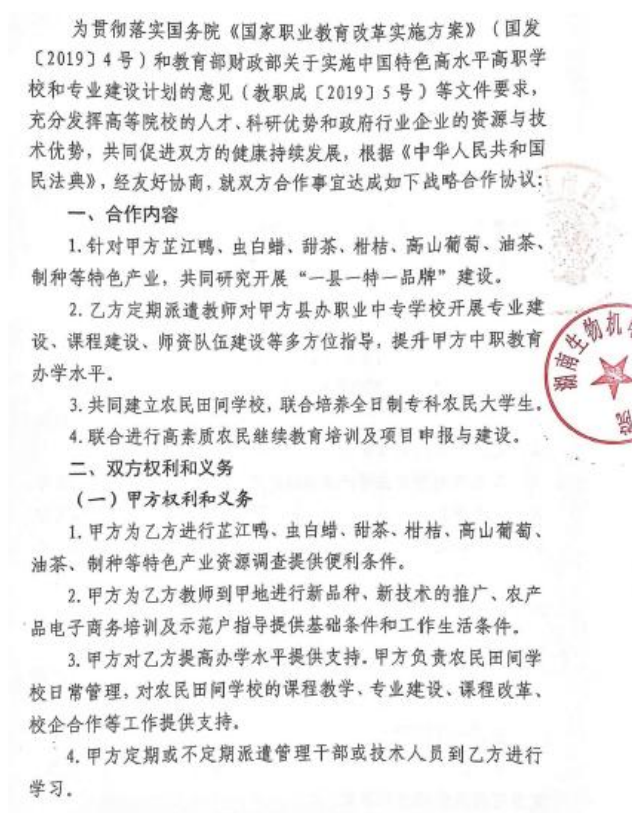 为贯彻落实国务院《国家职业教育改革实施方案》（国发
〔2019〕4号）和教育部财政部关于实施中国特色高水平高职学
校和专业建设计划的意见（教职成〔2019〕5号）等文件要求，
充分发挥高等院校的人才、科研优势和政府行业企业的资源与技
术优势，共同促进双方的健康持续发展，根据《中华人民共和国
民法典》，经友好协商，就双方合作事宜达成如下战略合作协议：
一、合作内容
1.针对甲方芷江鸭、虫白蜡、甜茶、柑桔、高山葡萄、油茶、
制种等特色产业，共同研究开展“一县一特一品牌”建设。
2.乙方定期派遣教师对甲方县办职业中专学校开展专业建
设、课程建设、师资队伍建设等多方位指导，提升甲方中职教育
办学水平。
3.共同建立农民田间学校，联合培养全日制专科农民大学生。
4.联合进行高素质农民继续教育培训及项目申报与建设。
二、双方权利和义务
（一）甲方权利和义务
1.甲方为乙方进行芷江鸭、虫白蜡、甜茶、柑桔、高山葡萄、
油茶、制种等特色产业资源调查提供便利条件。
2.甲方为乙方教师到甲地进行新品种、新技术的推广、农产
品电子商务培训及示范户指导提供基础条件和工作生活条件。
3.甲方对乙方提高办学水平提供支持。甲方负责农民田间学
校日常管理，对农民田间学校的课程教学、专业建设、课程改革、
校企合作等工作提供支持。
4.甲方定期或不定期派遣管理干部或技术人员到乙方进行
学习。
湖南生物机
院